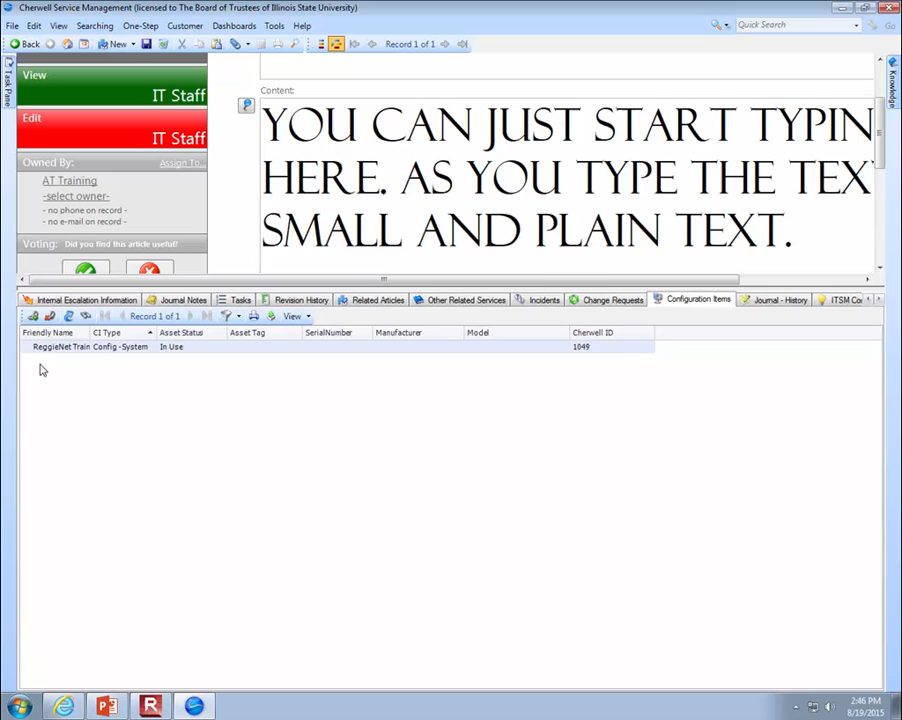 Cherwell Service Management (licensed to The Board of Trustees of Illinois State University)
File Edit View Searching One-Step Customer Dashboards Tools Help Quick Search Go
Back New Record 1 of 1
Task Pane
Knowledge
View
IT Staff
Edit
IT Staff
Owned By: Assign To...
AT Training
-select owner-
- no phone on record -
- no e-mail on record -
Voting: Did you find this article useful?
Content:
YOU CAN JUST START TYPIN
HERE. AS YOU TYPE THE TEX
SMALL AND PLAIN TEXT.
Internal Escalation Information Journal Notes Tasks Revision History Related Articles Other Related Services Incidents Change Requests Configuration Items Journal - History ITSM Co
Record 1 of 1 View
Friendly Name CI Type Asset Status Asset Tag SerialNumber Manufacturer Model Cherwell ID
ReggieNet Train Config - System In Use 1049
2:46 PM
8/19/2015